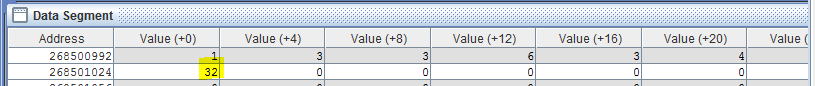 Data Segment
Address Value (+0) Value (+4) Value (+8) Value (+12) Value (+16) Value (+20) Value (
268500992 1 3 3 6 3 4
268501024 32 0 0 0 0 0